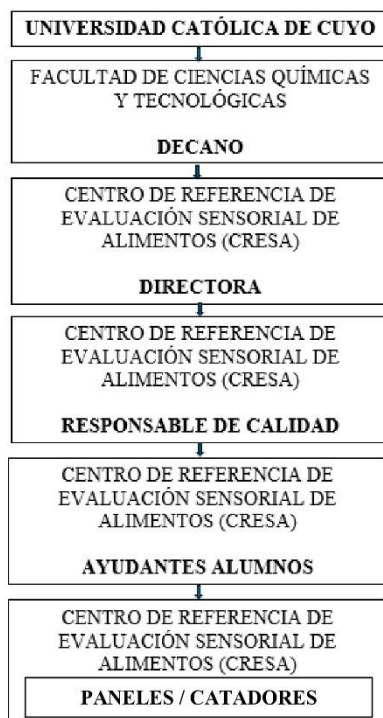 UNIVERSIDAD CATÓLICA DE CUYO
FACULTAD DE CIENCIAS QUÍMICAS
Y TECNOLÓGICAS
DECANO
CENTRO DE REFERENCIA DE
EVALUACIÓN SENSORIAL DE
ALIMENTOS (CRESA)
DIRECTORA
CENTRO DE REFERENCIA DE
EVALUACIÓN SENSORIAL DE
ALIMENTOS (CRESA)
RESPONSABLE DE CALIDAD
CENTRO DE REFERENCIA DE
EVALUACIÓN SENSORIAL DE
ALIMENTOS (CRESA)
AYUDANTES ALUMNOS
CENTRO DE REFERENCIA DE
EVALUACIÓN SENSORIAL DE
ALIMENTOS (CRESA)
PANELES / CATADORES